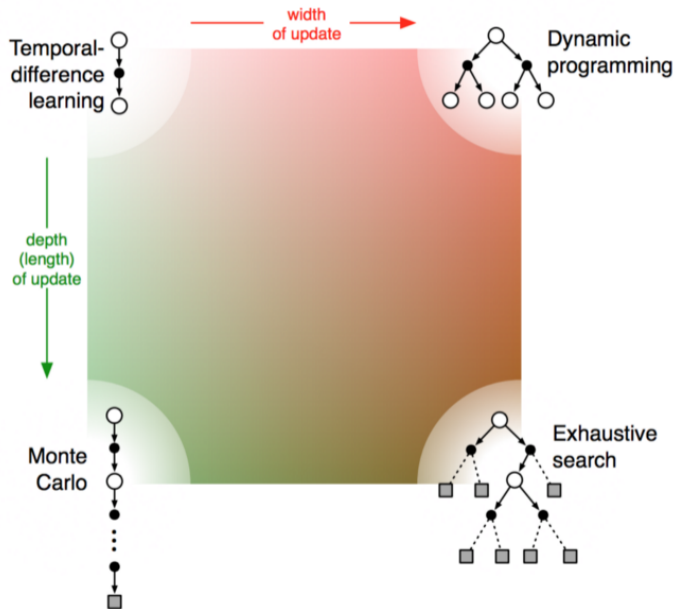 width
of update
Temporal-
difference
learning
Dynamic
programming
depth
(length)
of update
Monte
Carlo
Exhaustive
search